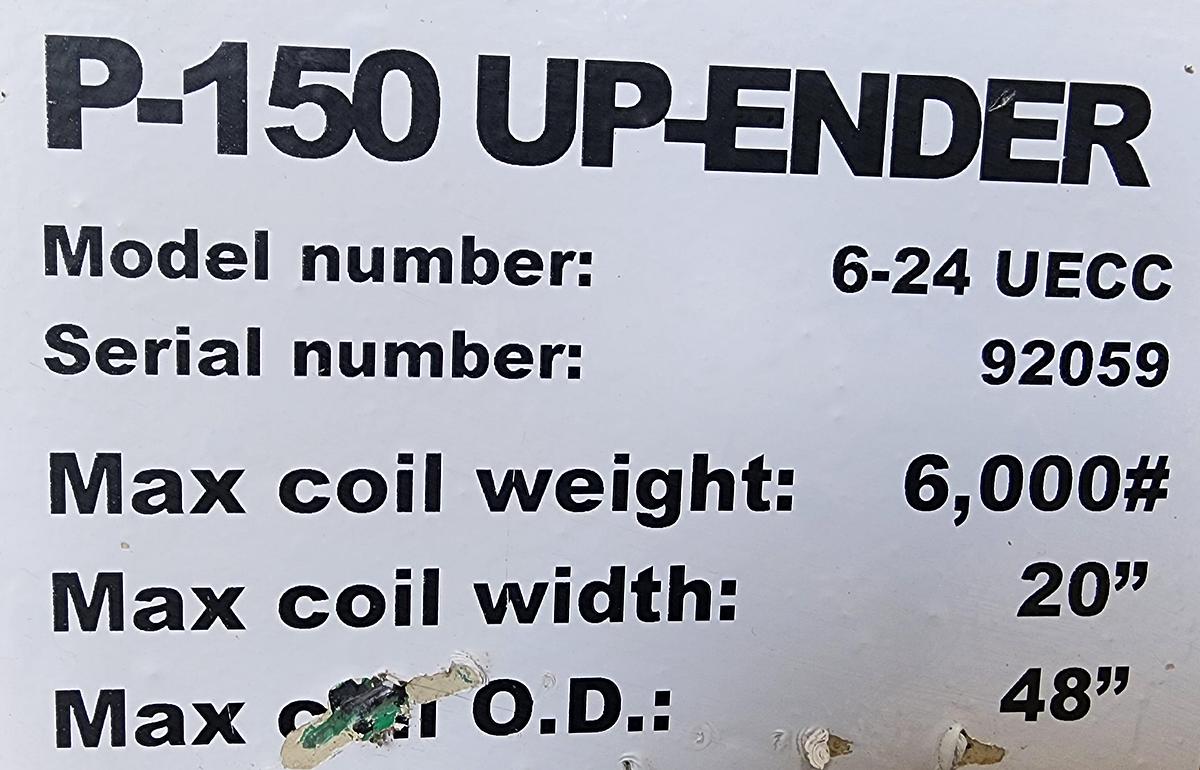 P-150 UP-ENDER
Model number: 6-24 UECC
Serial number: 92059
Max coil weight: 6,000#
Max coil width: 20”
Max coil O.D.: 48”